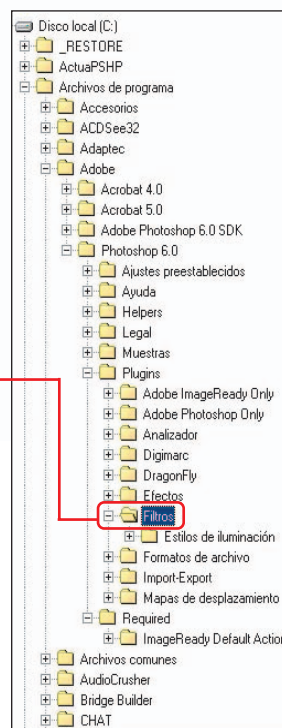 Disco local (C:)
_RESTORE
ActuaPSHP
Archivos de programa
Accesorios
ACDSee32
Adaptec
Adobe
Acrobat 4.0
Acrobat 5.0
Adobe Photoshop 6.0 SDK
Photoshop 6.0
Ajustes preestablecidos
Ayuda
Helpers
Legal
Muestras
Plugins
Adobe ImageReady Only
Adobe Photoshop Only
Analizador
Digimarc
DragonFly
Efectos
Filtros
Estilos de iluminación
Formatos de archivo
Import-Export
Mapas de desplazamiento
Required
ImageReady Default Action
Archivos comunes
AudioCrusher
Bridge Builder
CHAT